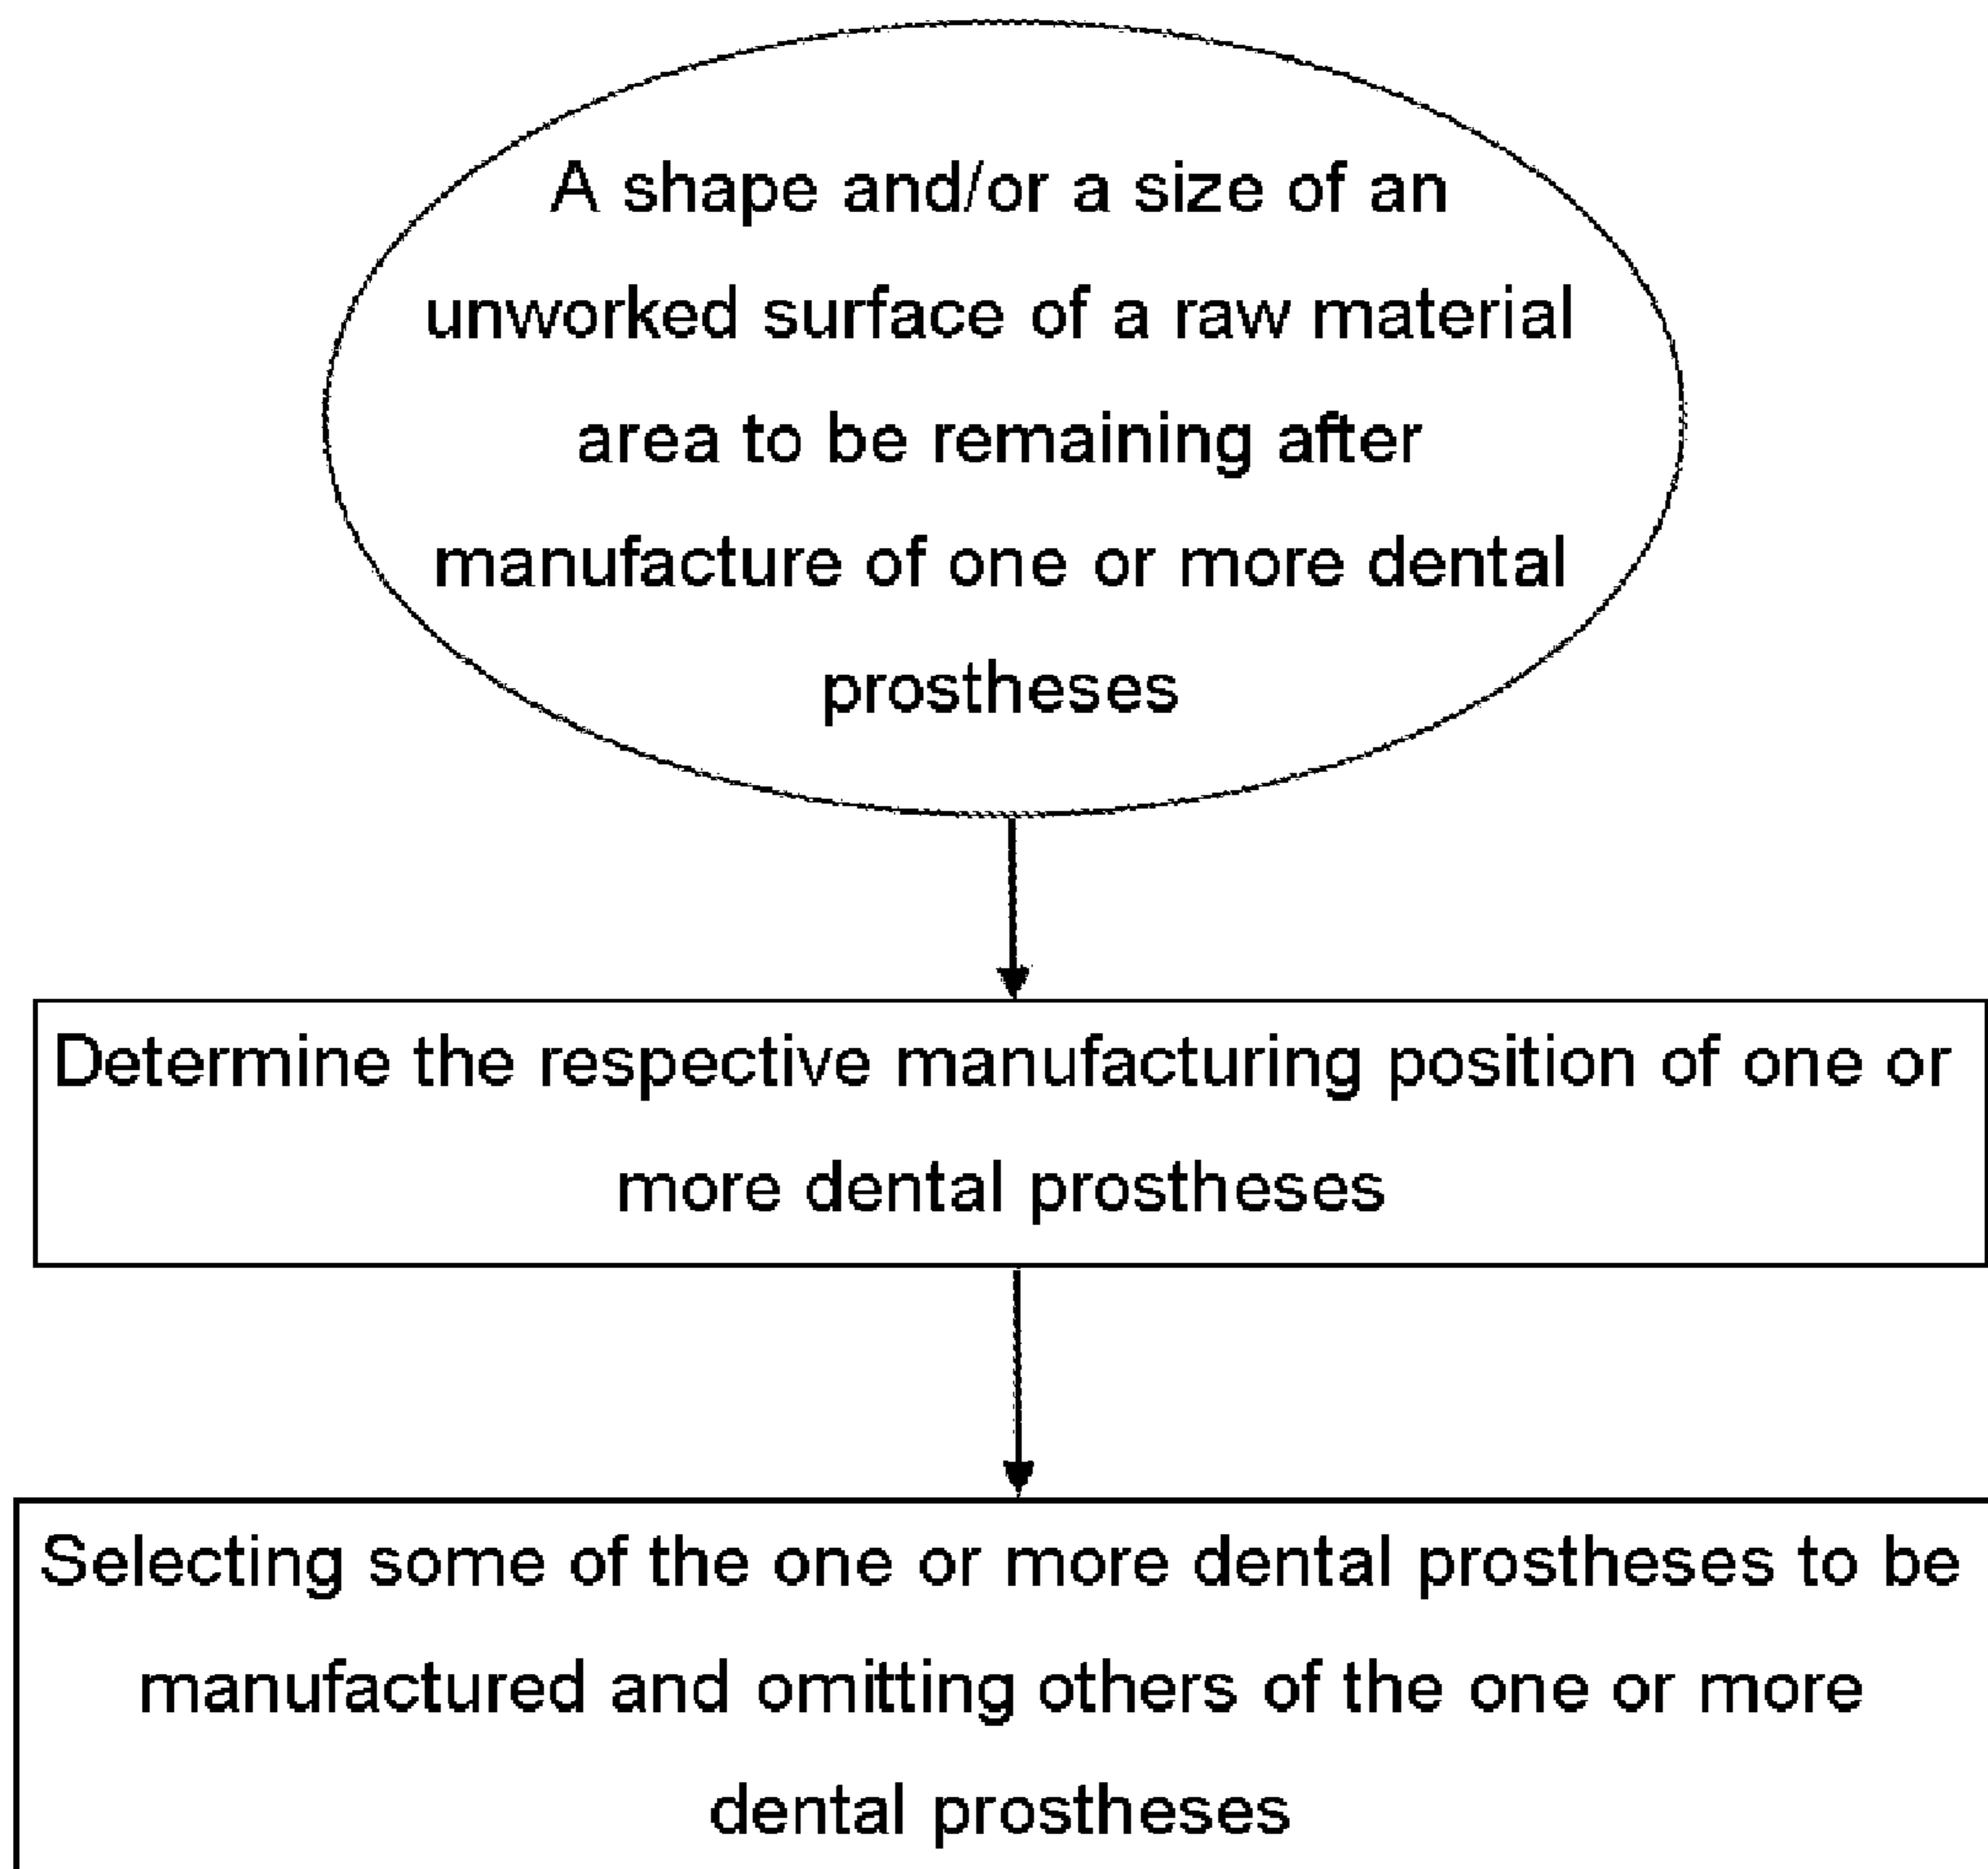 A shape and/or a size of an
unworked surface of a raw material
area to be remaining after
manufacture of one or more dental
prostheses
Determine the respective manufacturing position of one or
more dental prostheses
Selecting some of the one or more dental prostheses to be
manufactured and omitting others of the one or more
dental prostheses